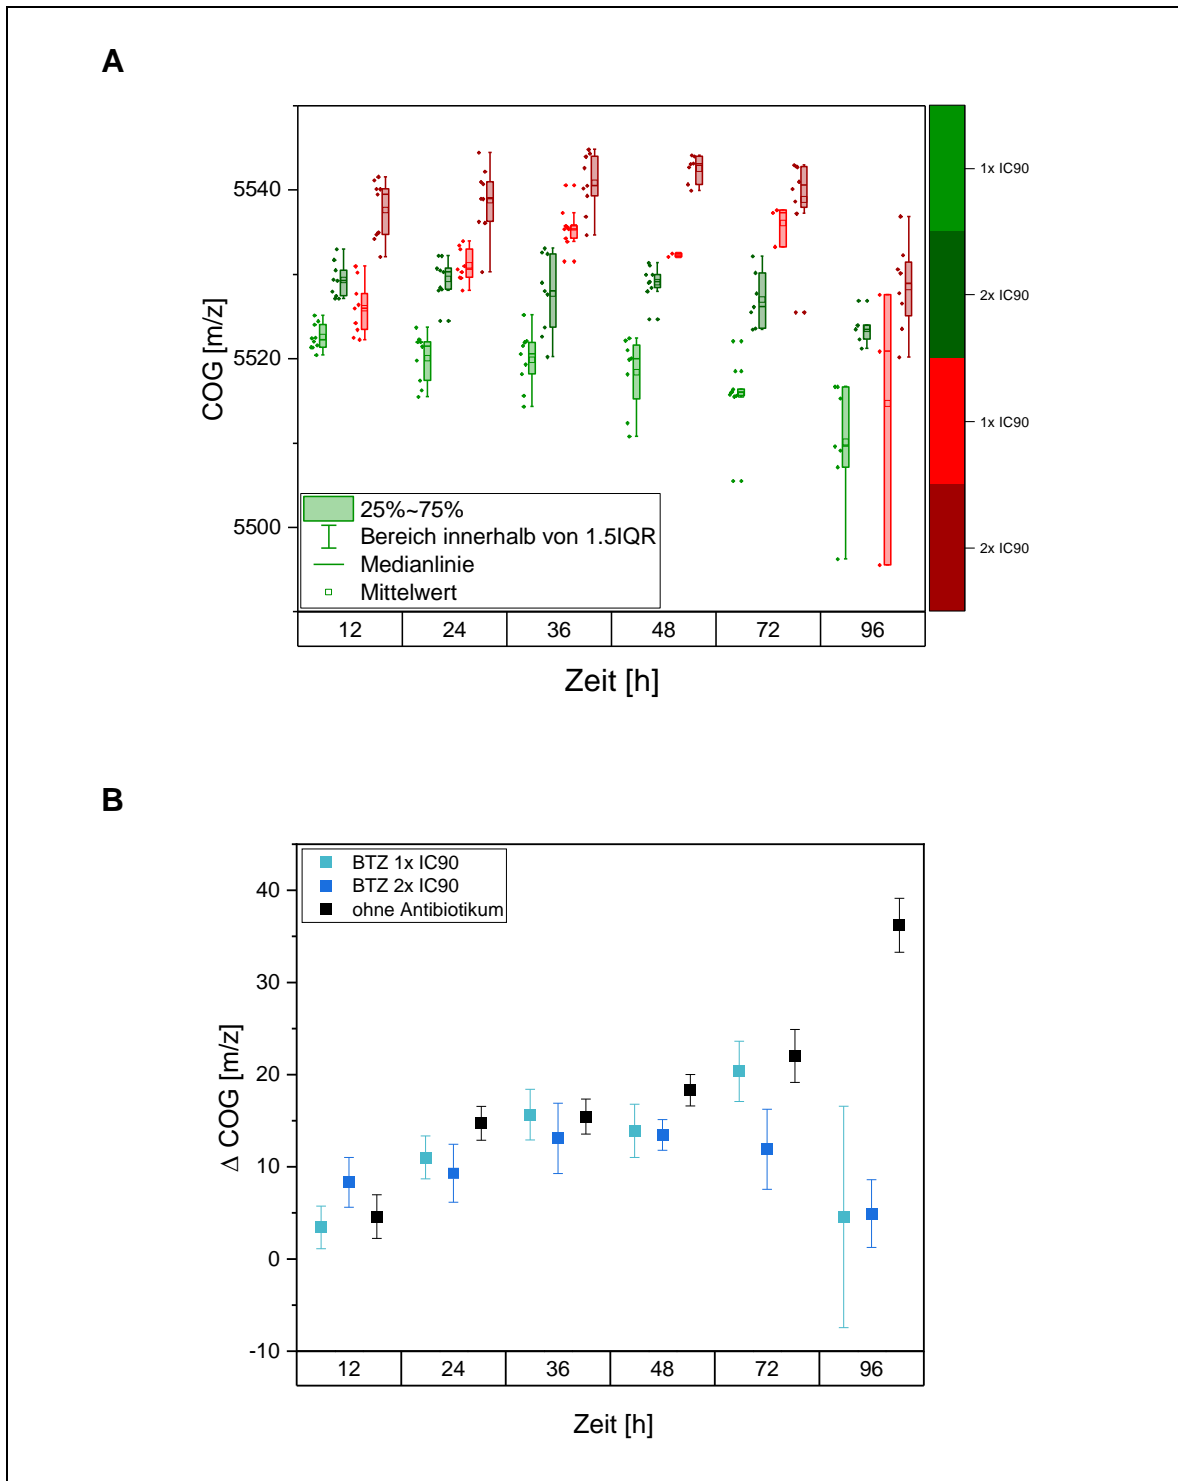 A
5540
5520
5500
COG [m/z]
25%~75%
Bereich innerhalb von 1.5IQR
Medianlinie
Mittelwert
12 24 36 48 72 96
Zeit [h]
1x IC90
2x IC90
1x IC90
2x IC90
B
40
30
20
10
0
-10
Δ COG [m/z]
BTZ 1x IC90
BTZ 2x IC90
ohne Antibiotikum
12 24 36 48 72 96
Zeit [h]